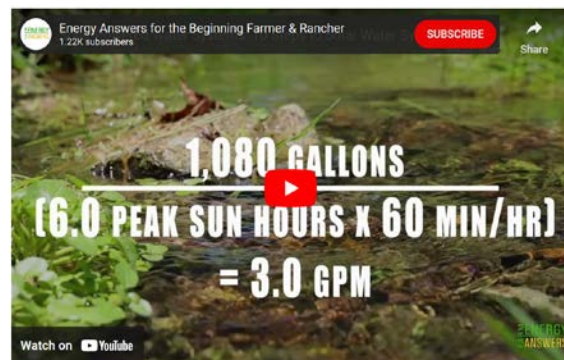 Energy Answers for the Beginning Farmer & Rancher
1.22K subscribers
SUBSCRIBE
Share
1,080 GALLONS
(6.0 PEAK SUN HOURS X 60 MIN/HR)
= 3.0 GPM
Watch on YouTube
ENERGY
ANSWERS